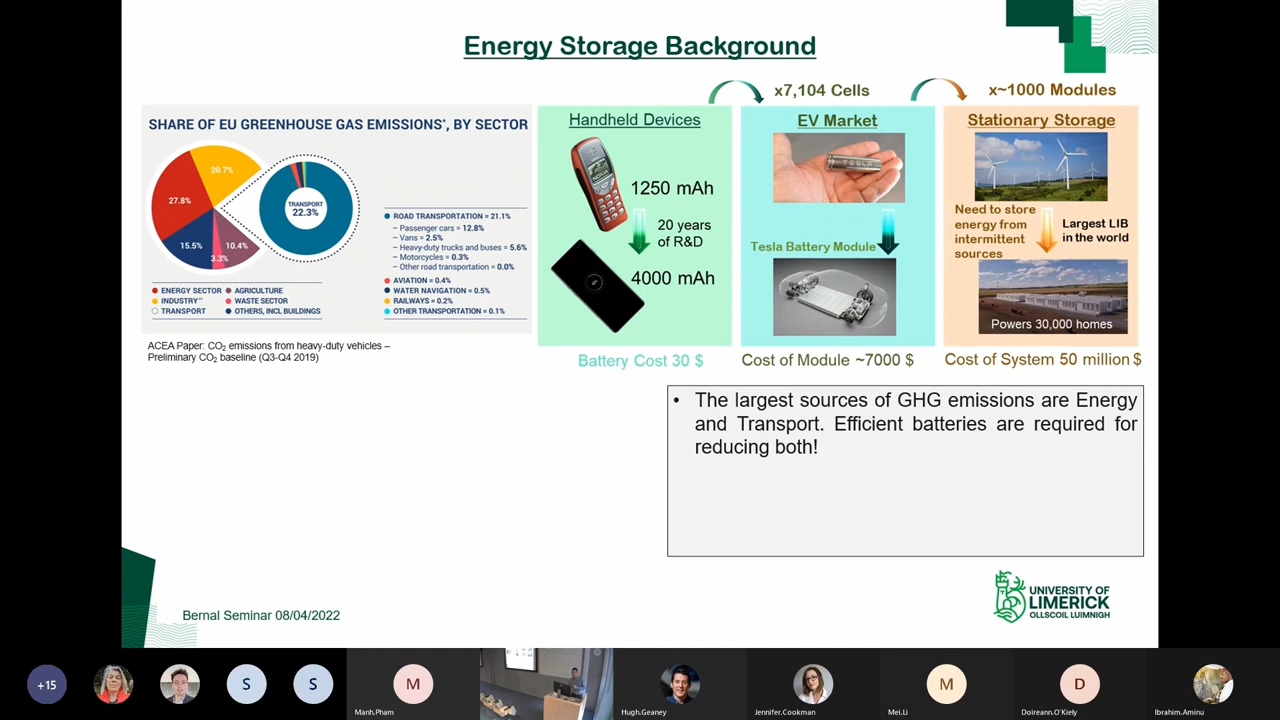 Energy Storage Background
SHARE OF EU GREENHOUSE GAS EMISSIONS*, BY SECTOR
20.7%
27.8%
15.5%
3.3%
10.4%
TRANSPORT
22.3%
ENERGY SECTOR
INDUSTRY**
TRANSPORT
AGRICULTURE
WASTE SECTOR
OTHERS, INCL BUILDINGS
ROAD TRANSPORTATION = 21.1%
– Passenger cars = 12.8%
– Vans = 2.5%
– Heavy-duty trucks and buses = 5.6%
– Motorcycles = 0.3%
– Other road transportation = 0.0%
AVIATION = 0.4%
WATER NAVIGATION = 0.5%
RAILWAYS = 0.2%
OTHER TRANSPORTATION = 0.1%
ACEA Paper: CO₂ emissions from heavy-duty vehicles –
Preliminary CO₂ baseline (Q3-Q4 2019)
Handheld Devices
1250 mAh
20 years
of R&D
4000 mAh
Battery Cost 30 $
x7,104 Cells
EV Market
TESLA
Tesla Battery Module
Cost of Module ~7000 $
x~1000 Modules
Stationary Storage
Need to store
energy from
intermittent
sources
Largest LIB
in the world
Powers 30,000 homes
Cost of System 50 million $
• The largest sources of GHG emissions are Energy
and Transport. Efficient batteries are required for
reducing both!
Bernal Seminar 08/04/2022
UNIVERSITY OF
LIMERICK
OLLSCOIL LUIMNIGH
+15
S
S
M
Manh.Pham
Hugh.Geaney
Jennifer.Cookman
M
Mei.Li
D
Doireann.O'Kiely
Ibrahim.Aminu